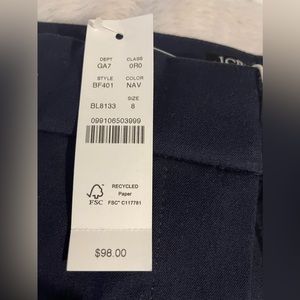 DEPT CLASS
GA7 0R0
STYLE COLOR
BF401 NAV
SIZE
BL8133 8
099106503999
FSC
RECYCLED
Paper
FSC® C117781
$98.00